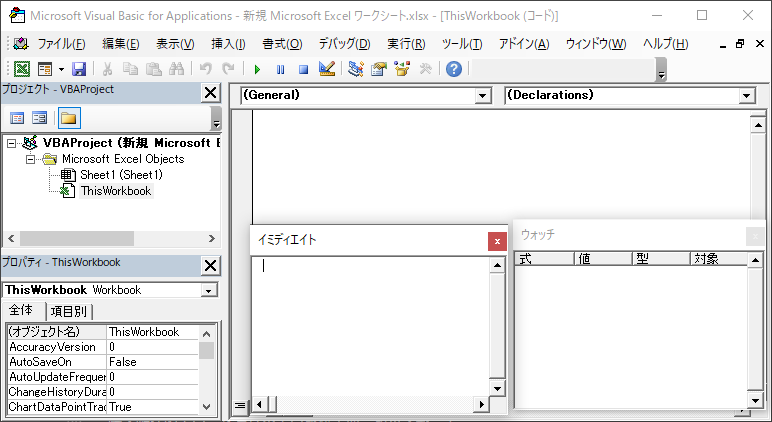 Microsoft Visual Basic for Applications - 新規 Microsoft Excel ワークシート.xlsx - [ThisWorkbook (コード)]
ファイル(F) 編集(E) 表示(V) 挿入(I) 書式(O) デバッグ(D) 実行(R) ツール(T) アドイン(A) ウィンドウ(W) ヘルプ(H)
プロジェクト - VBAProject
(General) (Declarations)
VBAProject (新規 Microsoft E
Microsoft Excel Objects
Sheet1 (Sheet1)
ThisWorkbook
イミディエイト
ウォッチ
式 値 型 対象
プロパティ - ThisWorkbook
ThisWorkbook Workbook
全体 項目別
(オブジェクト名) ThisWorkbook
AccuracyVersion 0
AutoSaveOn False
AutoUpdateFrequen 0
ChangeHistoryDura 0
ChartDataPointTrac True